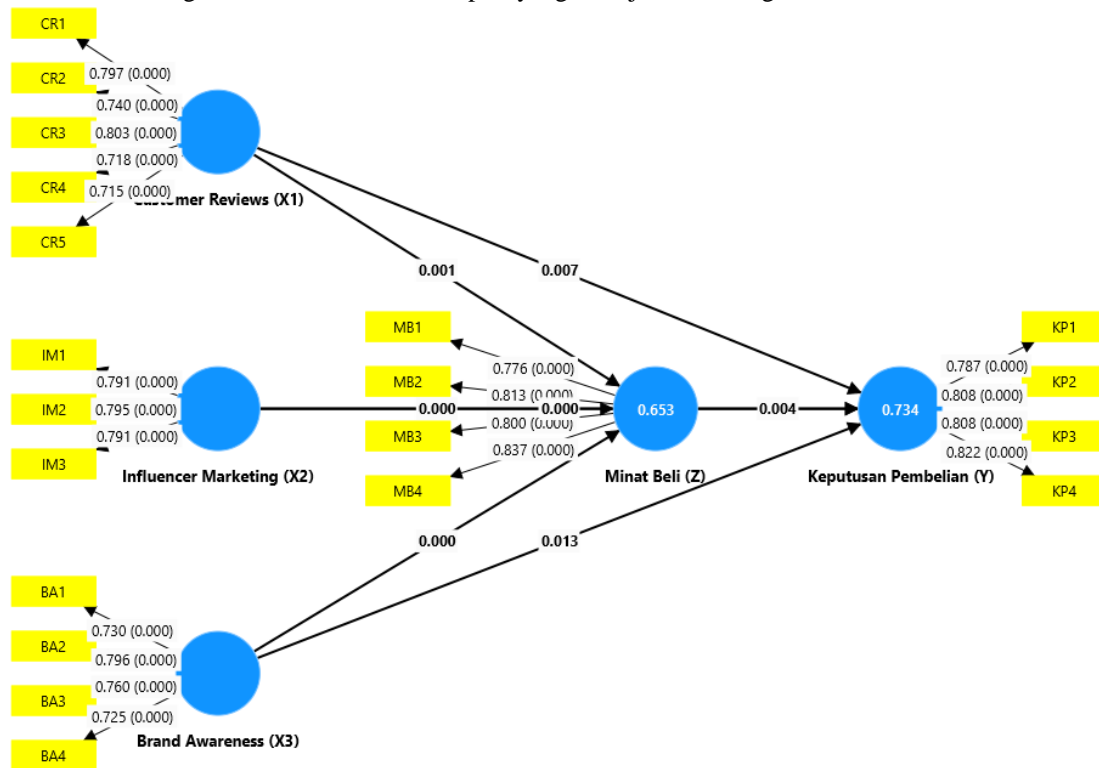 CR1
CR2
CR3
CR4
CR5
0.797 (0.000)
0.740 (0.000)
0.803 (0.000)
0.718 (0.000)
0.715 (0.000)
Customer Reviews (X1)
0.001
0.007
IM1
IM2
IM3
0.791 (0.000)
0.795 (0.000)
0.791 (0.000)
Influencer Marketing (X2)
0.000
0.000
MB1
MB2
MB3
MB4
0.776 (0.000)
0.813 (0.000)
0.800 (0.000)
0.837 (0.000)
0.653
Minat Beli (Z)
0.004
0.734
Keputusan Pembelian (Y)
KP1
KP2
KP3
KP4
0.787 (0.000)
0.808 (0.000)
0.808 (0.000)
0.822 (0.000)
0.000
0.013
BA1
BA2
BA3
BA4
0.730 (0.000)
0.796 (0.000)
0.760 (0.000)
0.725 (0.000)
Brand Awareness (X3)